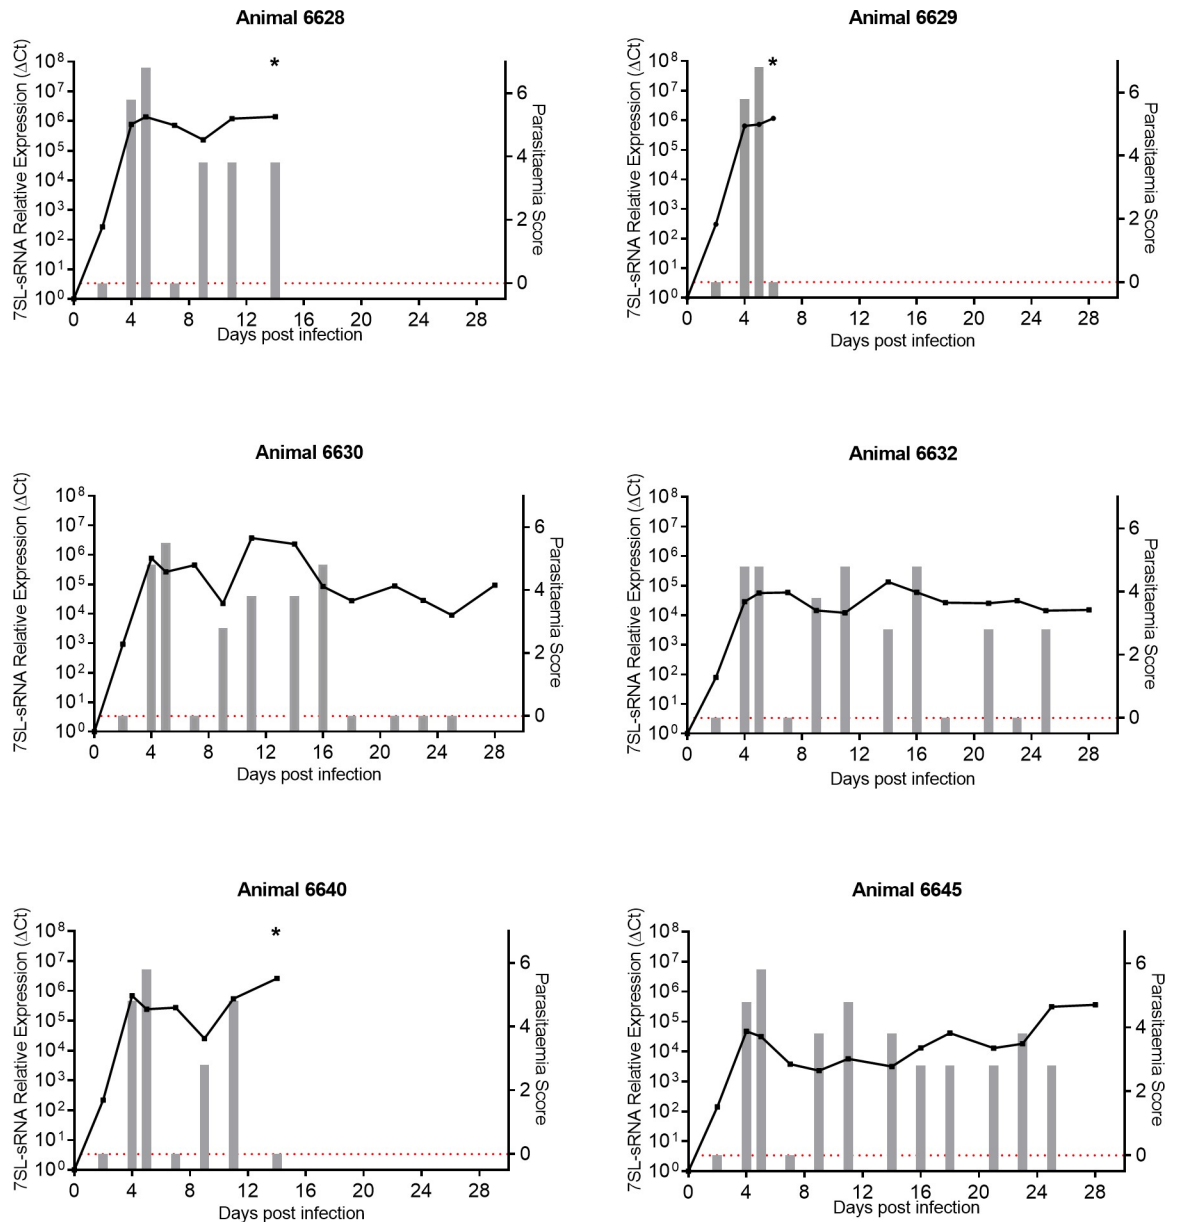 Animal 6628
*
7SL-sRNA Relative Expression (ΔCt)
10⁸
10⁷
10⁶
10⁵
10⁴
10³
10²
10¹
10⁰
6
4
2
0
Parasitaemia Score
0 4 8 12 16 20 24 28
Days post infection
Animal 6629
*
7SL-sRNA Relative Expression (ΔCt)
10⁸
10⁷
10⁶
10⁵
10⁴
10³
10²
10¹
10⁰
6
4
2
0
Parasitaemia Score
0 4 8 12 16 20 24 28
Days post infection
Animal 6630
7SL-sRNA Relative Expression (ΔCt)
10⁸
10⁷
10⁶
10⁵
10⁴
10³
10²
10¹
10⁰
6
4
2
0
Parasitaemia Score
0 4 8 12 16 20 24 28
Days post infection
Animal 6632
7SL-sRNA Relative Expression (ΔCt)
10⁸
10⁷
10⁶
10⁵
10⁴
10³
10²
10¹
10⁰
6
4
2
0
Parasitaemia Score
0 4 8 12 16 20 24 28
Days post infection
Animal 6640
*
7SL-sRNA Relative Expression (ΔCt)
10⁸
10⁷
10⁶
10⁵
10⁴
10³
10²
10¹
10⁰
6
4
2
0
Parasitaemia Score
0 4 8 12 16 20 24 28
Days post infection
Animal 6645
7SL-sRNA Relative Expression (ΔCt)
10⁸
10⁷
10⁶
10⁵
10⁴
10³
10²
10¹
10⁰
6
4
2
0
Parasitaemia Score
0 4 8 12 16 20 24 28
Days post infection